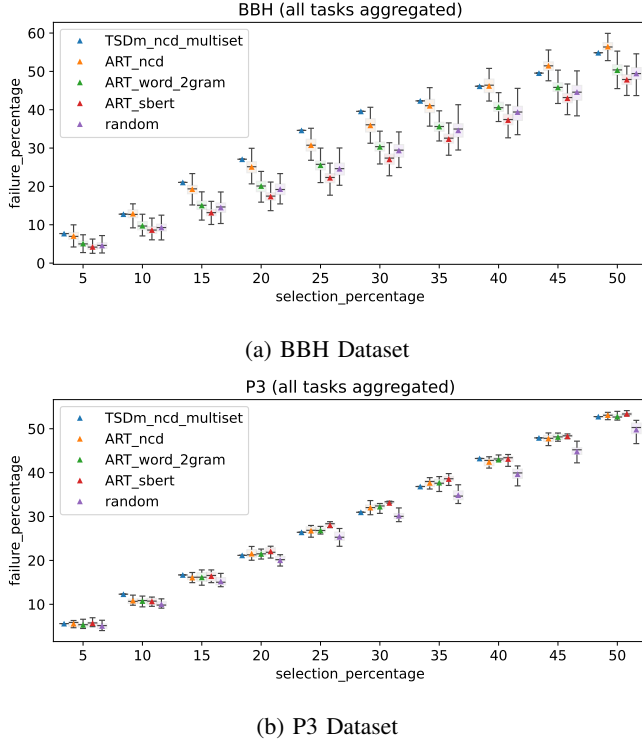 BBH (all tasks aggregated)
failure_percentage
60
50
40
30
20
10
0
TSDm_ncd_multiset
ART_ncd
ART_word_2gram
ART_sbert
random
5 10 15 20 25 30 35 40 45 50
selection_percentage
(a) BBH Dataset
P3 (all tasks aggregated)
failure_percentage
50
40
30
20
10
TSDm_ncd_multiset
ART_ncd
ART_word_2gram
ART_sbert
random
5 10 15 20 25 30 35 40 45 50
selection_percentage
(b) P3 Dataset